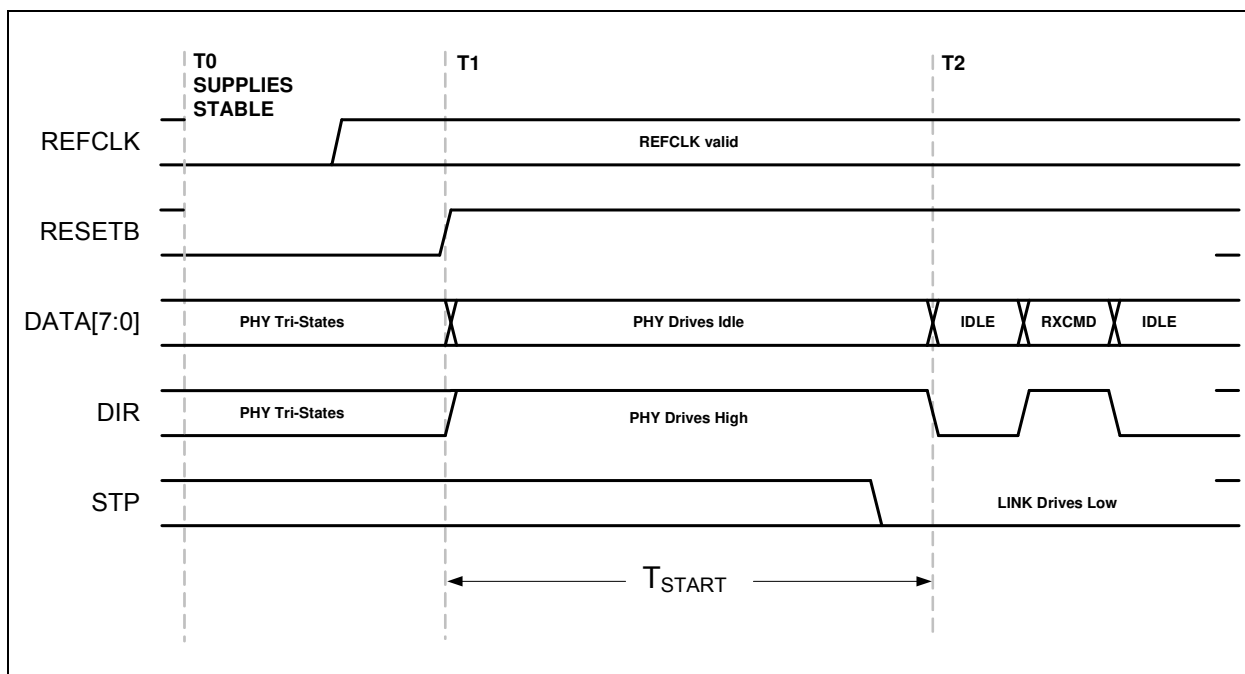 T0
SUPPLIES
STABLE
T1
T2
REFCLK
REFCLK valid
RESETB
DATA[7:0]
PHY Tri-States
PHY Drives Idle
IDLE
RXCMD
IDLE
DIR
PHY Tri-States
PHY Drives High
STP
LINK Drives Low
TSTART